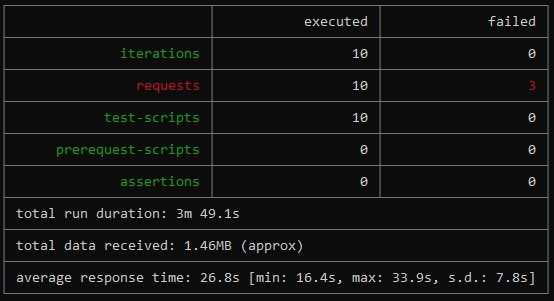 executed failed
iterations 10 0
requests 10 3
test-scripts 10 0
prerequest-scripts 0 0
assertions 0 0
total run duration: 3m 49.1s
total data received: 1.46MB (approx)
average response time: 26.8s [min: 16.4s, max: 33.9s, s.d.: 7.8s]